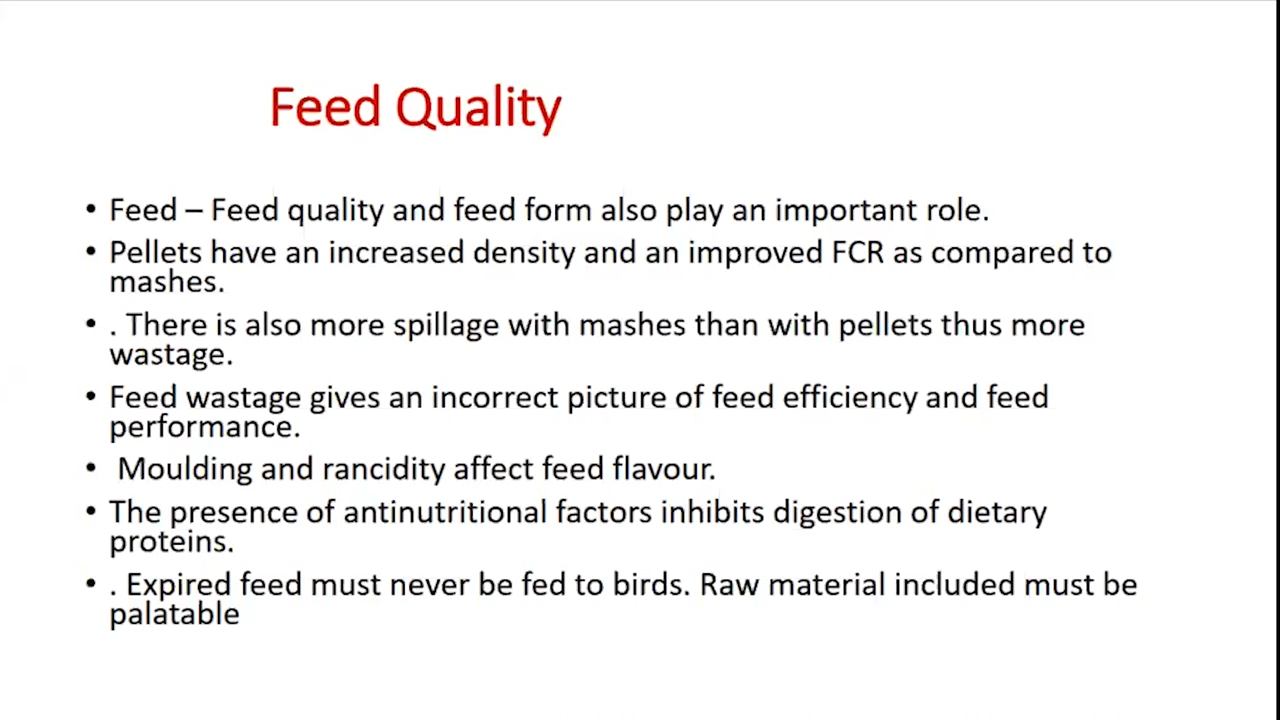 Feed Quality
• Feed – Feed quality and feed form also play an important role.
• Pellets have an increased density and an improved FCR as compared to
mashes.
• . There is also more spillage with mashes than with pellets thus more
wastage.
• Feed wastage gives an incorrect picture of feed efficiency and feed
performance.
• Moulding and rancidity affect feed flavour.
• The presence of antinutritional factors inhibits digestion of dietary
proteins.
• . Expired feed must never be fed to birds. Raw material included must be
palatable